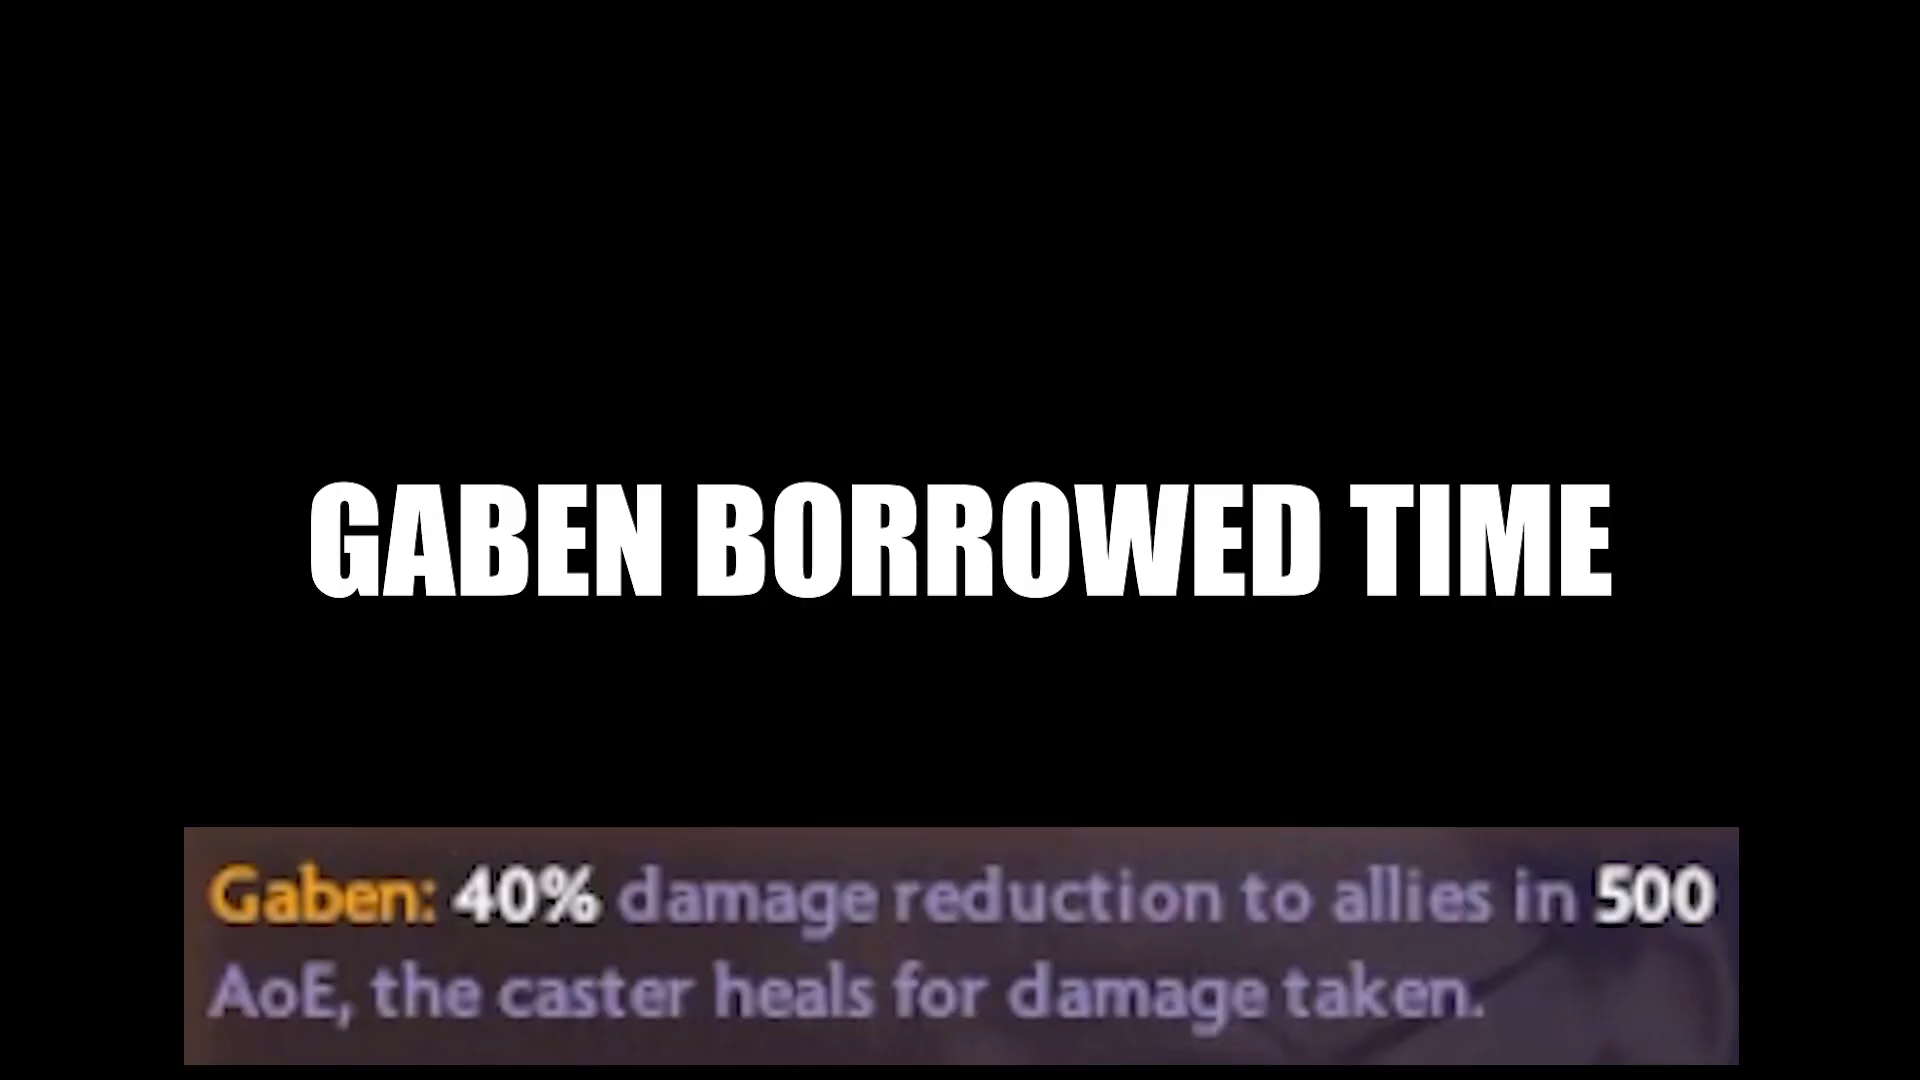 GABEN BORROWED TIME
Gaben: 40% damage reduction to allies in 500
AoE, the caster heals for damage taken.